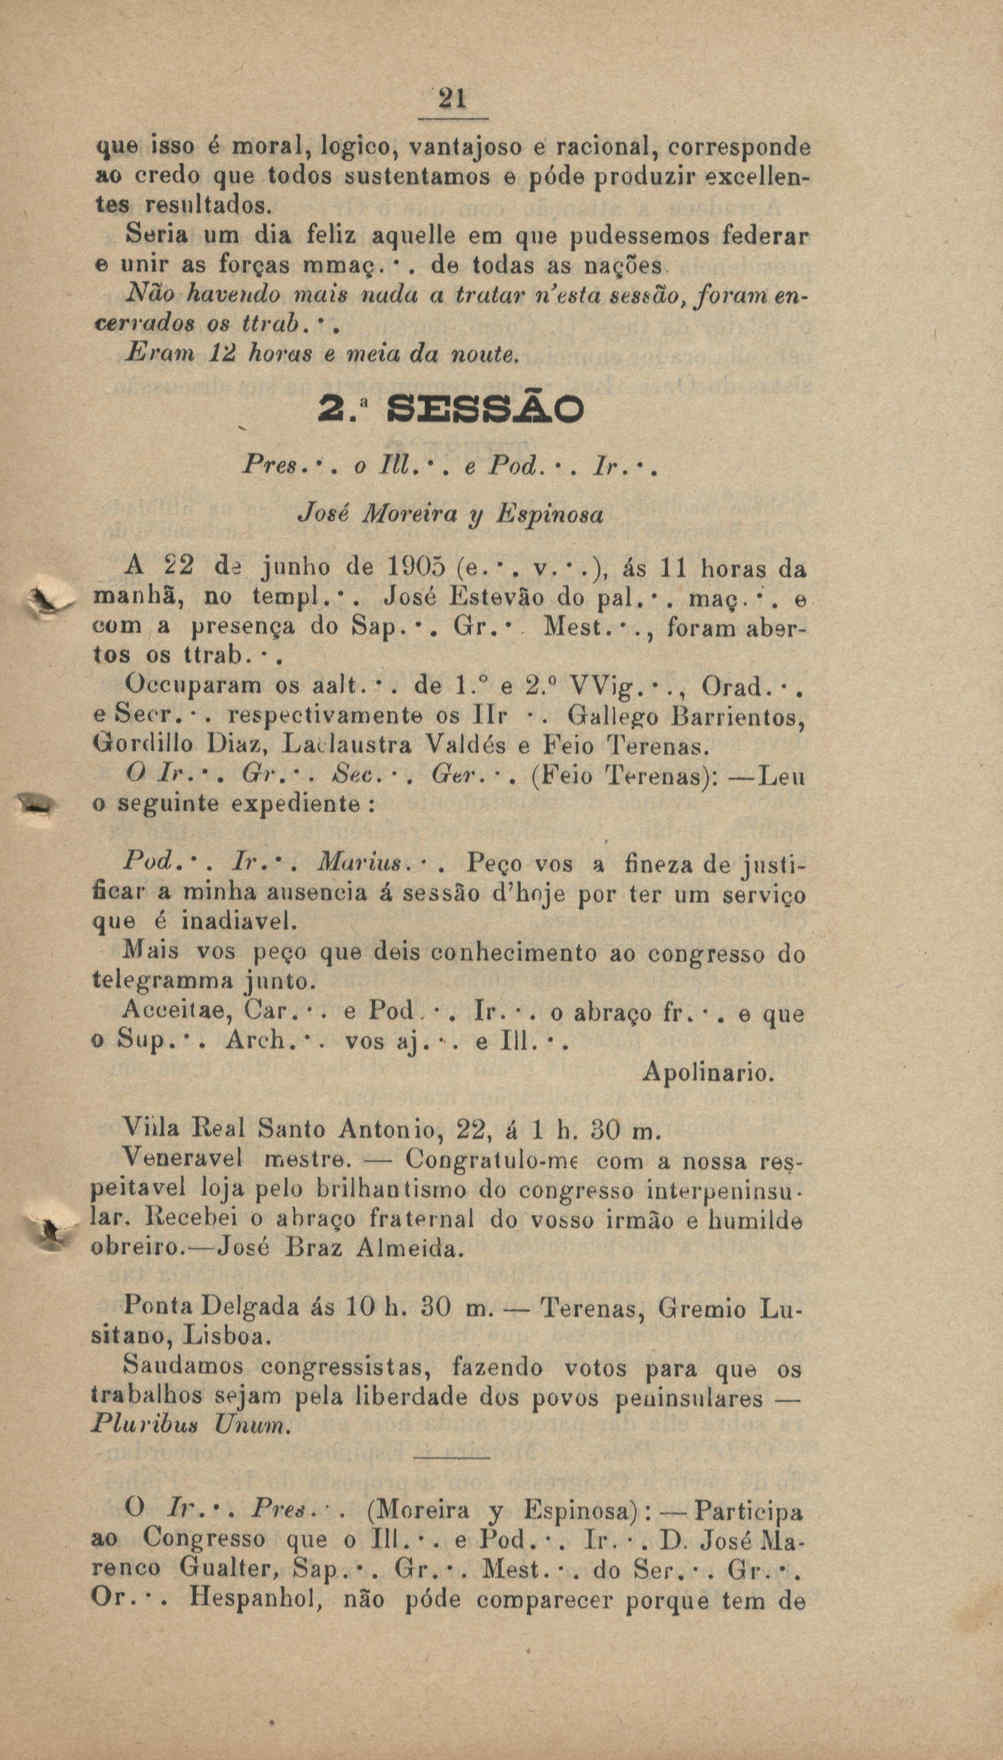 21
que isso é moral, logico, vantajoso e racional, corresponde
ao credo que todos sustentamos e póde produzir excellen-
tes resultados.
Seria um dia feliz aquelle em que pudessemos federar
e unir as forças mmaç.·. de todas as nações.
Não havendo mais nada a tratar n'esta sessão, foram en-
cerrados os ttrab.·.
Eram 12 horas e meia da noute.
2.ª SESSÃO
Pres.·. o Ill.·. e Pod.·. Ir.·.
José Moreira y Espinosa
A 22 de junho de 1905 (e.·. v.·.), ás 11 horas da
manhã, no templ.·. José Estevão do pal.·. maç.·. e
com a presença do Sap.·. Gr.·. Mest.·., foram aber-
tos os ttrab.·.
Occuparam os aalt.·. de 1.º e 2.º VVig.·., Orad.·.
e Secr.·. respectivamente os IIr ·. Gallego Barrientos,
Gordillo Diaz, Laclaustra Valdés e Feio Terenas.
O Ir.·. Gr.·. Sec.·. Ger.·. (Feio Terenas): —Leu
o seguinte expediente :
Pod.·. Ir.·. Marius.·. Peço vos a fineza de justi-
ficar a minha ausencia á sessão d'hoje por ter um serviço
que é inadiavel.
Mais vos peço que deis conhecimento ao congresso do
telegramma junto.
Acceitae, Car.·. e Pod.·. Ir.·. o abraço fr.·. e que
o Sup.·. Arch.·. vos aj.·. e Ill.·.
Apolinario.
Villa Real Santo Antonio, 22, á 1 h. 30 m.
Veneravel mestre. — Congratulo-me com a nossa res-
peitavel loja pelo brilhantismo do congresso interpeninsu-
lar. Recebei o abraço fraternal do vosso irmão e humilde
obreiro.—José Braz Almeida.
Ponta Delgada ás 10 h. 30 m. — Terenas, Gremio Lu-
sitano, Lisboa.
Saudamos congressistas, fazendo votos para que os
trabalhos sejam pela liberdade dos povos peninsulares —
Pluribus Unum.
O Ir.·. Pres.·. (Moreira y Espinosa) : — Participa
ao Congresso que o Ill.·. e Pod.·. Ir.·. D. José Ma-
renco Gualter, Sap.·. Gr.·. Mest.·. do Ser.·. Gr.·.
Or.·. Hespanhol, não póde comparecer porque tem de